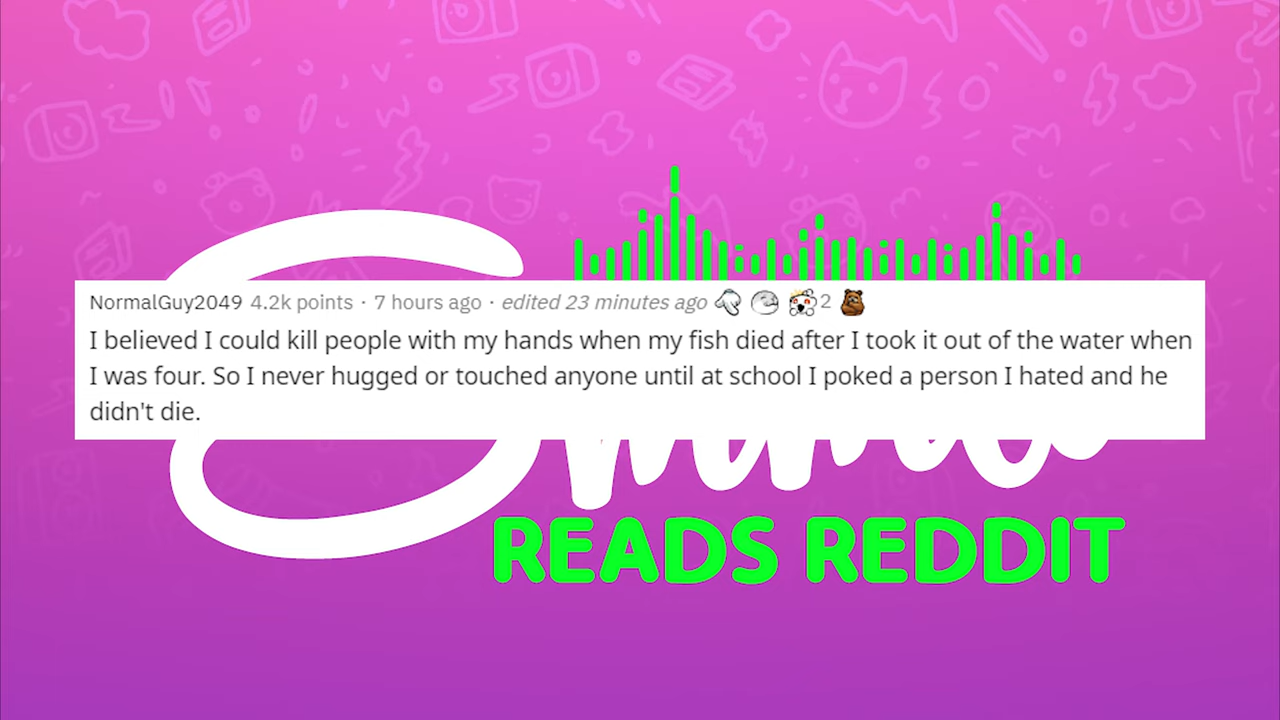 NormalGuy2049 4.2k points · 7 hours ago · edited 23 minutes ago 2
I believed I could kill people with my hands when my fish died after I took it out of the water when
I was four. So I never hugged or touched anyone until at school I poked a person I hated and he
didn't die.
READS REDDIT